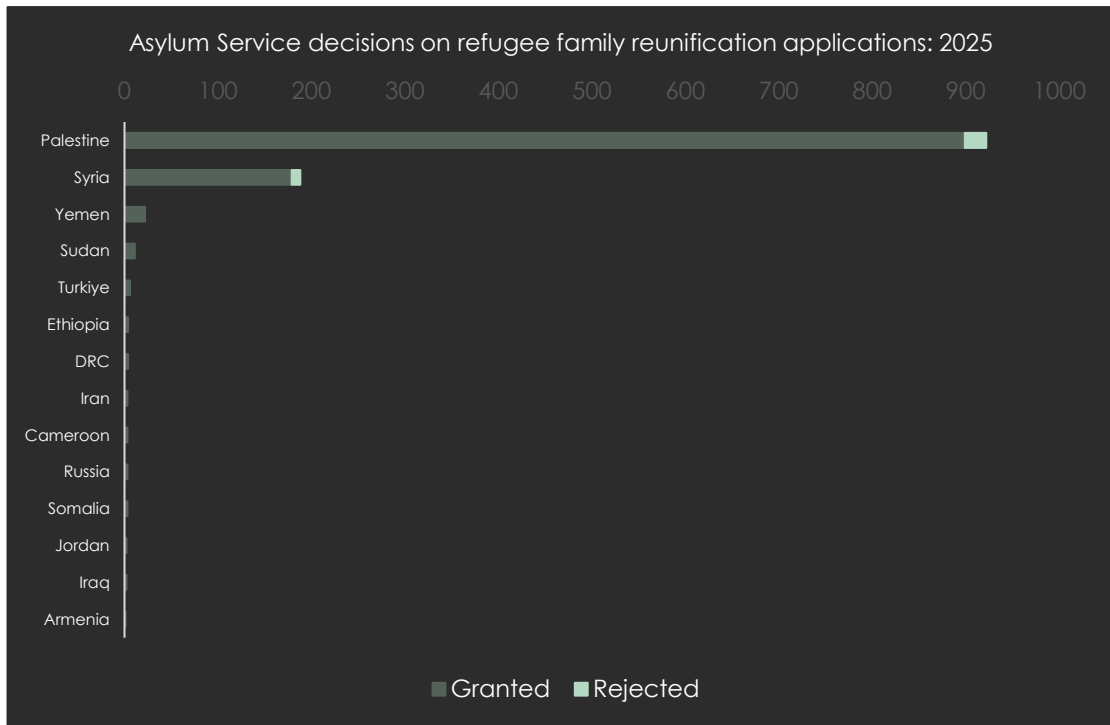 Asylum Service decisions on refugee family reunification applications: 2025
0 100 200 300 400 500 600 700 800 900 1000
Palestine
Syria
Yemen
Sudan
Turkiye
Ethiopia
DRC
Iran
Cameroon
Russia
Somalia
Jordan
Iraq
Armenia
Granted Rejected